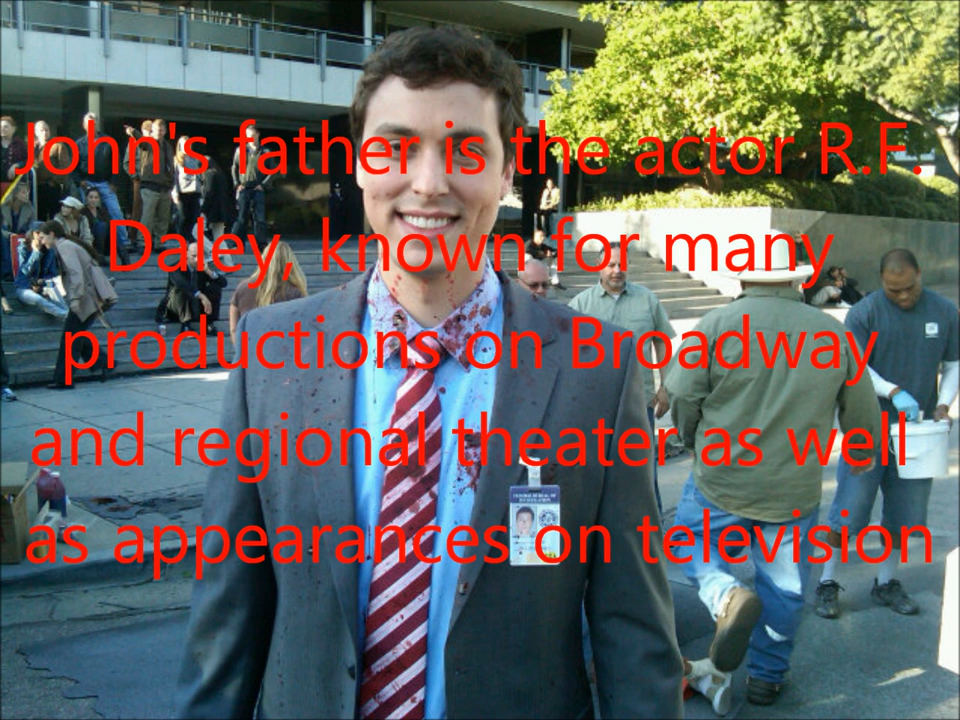 John's father is the actor R.F.
Daley, known for many
productions on Broadway
and regional theater as well
as appearances on television